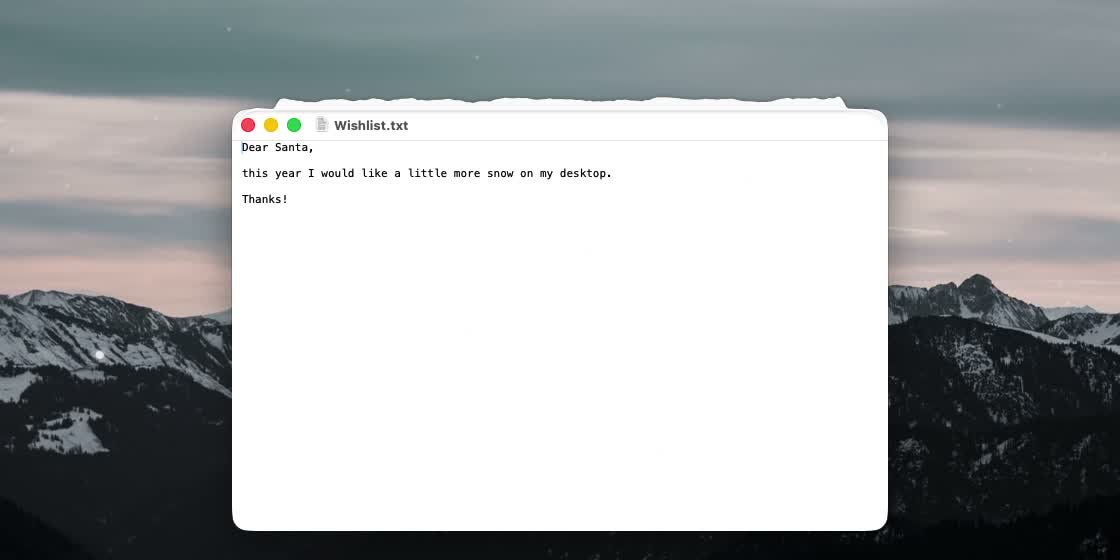 Wishlist.txt
Dear Santa,
this year I would like a little more snow on my desktop.
Thanks!